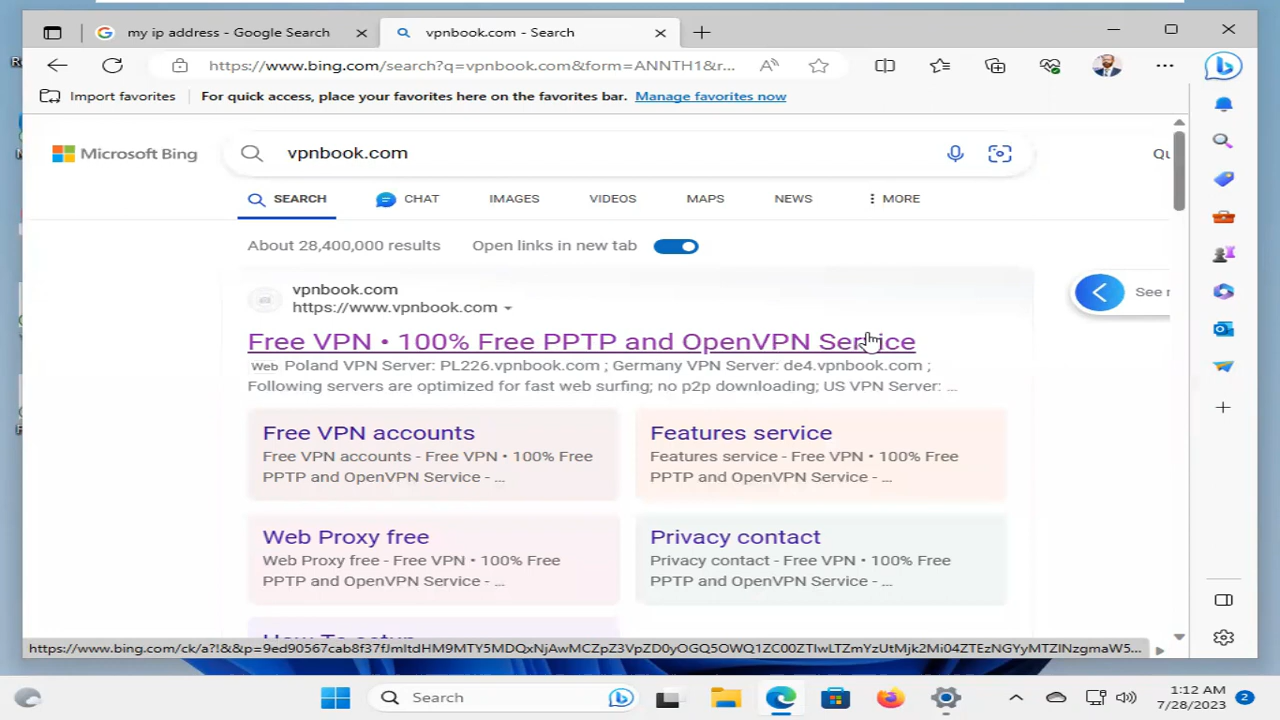 my ip address - Google Search
vpnbook.com - Search
https://www.bing.com/search?q=vpnbook.com&form=ANNTH1&r...
Import favorites
For quick access, place your favorites here on the favorites bar. Manage favorites now
Microsoft Bing
vpnbook.com
SEARCH CHAT IMAGES VIDEOS MAPS NEWS MORE
About 28,400,000 results
Open links in new tab
vpnbook.com
https://www.vpnbook.com
Free VPN • 100% Free PPTP and OpenVPN Service
Web Poland VPN Server: PL226.vpnbook.com ; Germany VPN Server: de4.vpnbook.com ;
Following servers are optimized for fast web surfing; no p2p downloading; US VPN Server: ...
Free VPN accounts
Free VPN accounts - Free VPN • 100% Free
PPTP and OpenVPN Service - ...
Features service
Features service - Free VPN • 100% Free
PPTP and OpenVPN Service - ...
Web Proxy free
Web Proxy free - Free VPN • 100% Free
PPTP and OpenVPN Service - ...
Privacy contact
Privacy contact - Free VPN • 100% Free
PPTP and OpenVPN Service - ...
How To setup
Search
1:12 AM
7/28/2023
2